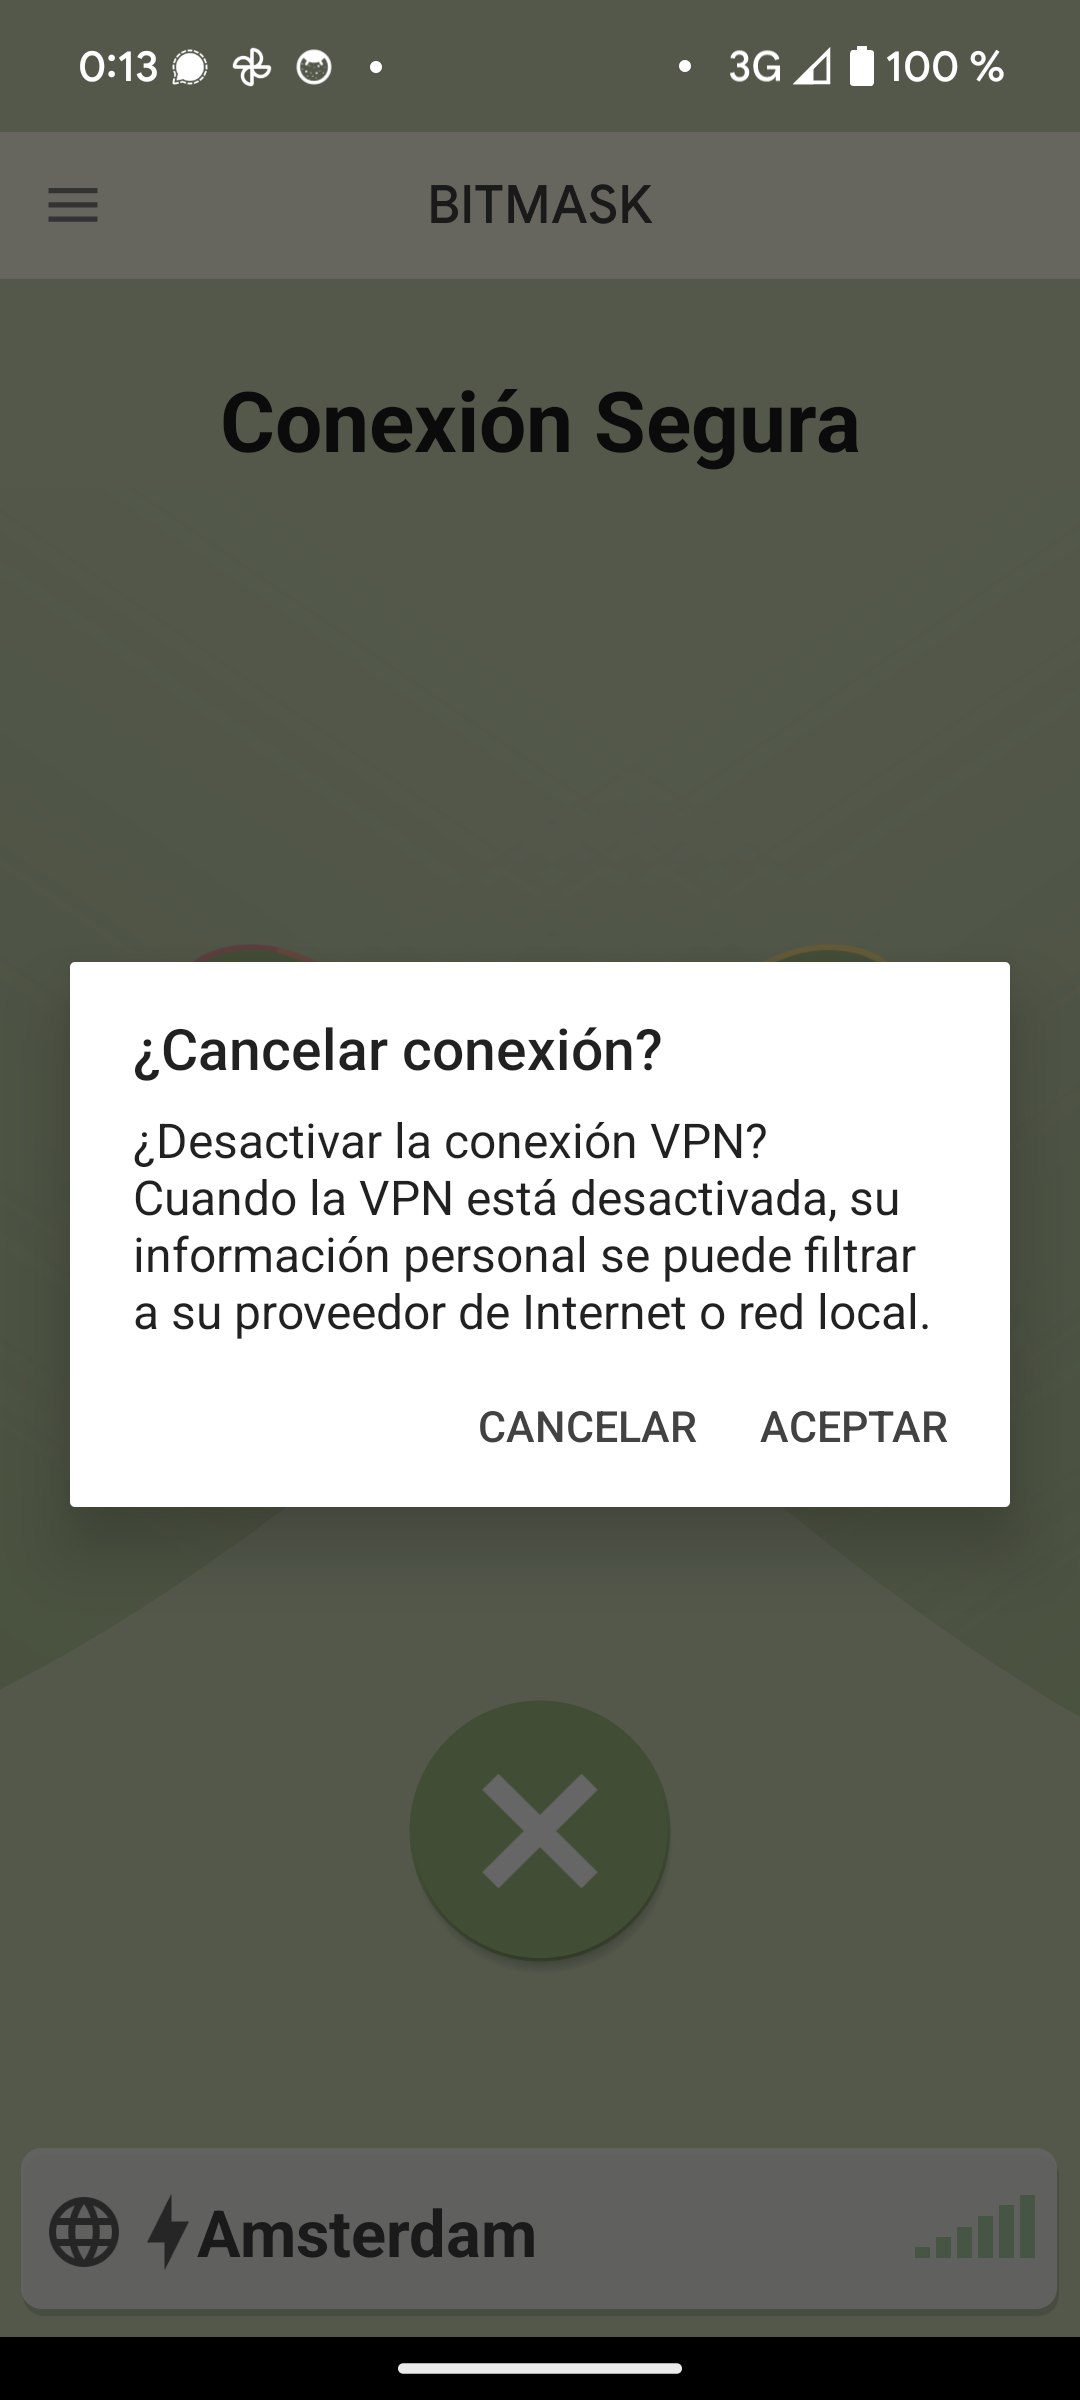 0:13
3G
100 %
BITMASK
Conexión Segura
¿Cancelar conexión?
¿Desactivar la conexión VPN?
Cuando la VPN está desactivada, su
información personal se puede filtrar
a su proveedor de Internet o red local.
CANCELAR
ACEPTAR
Amsterdam